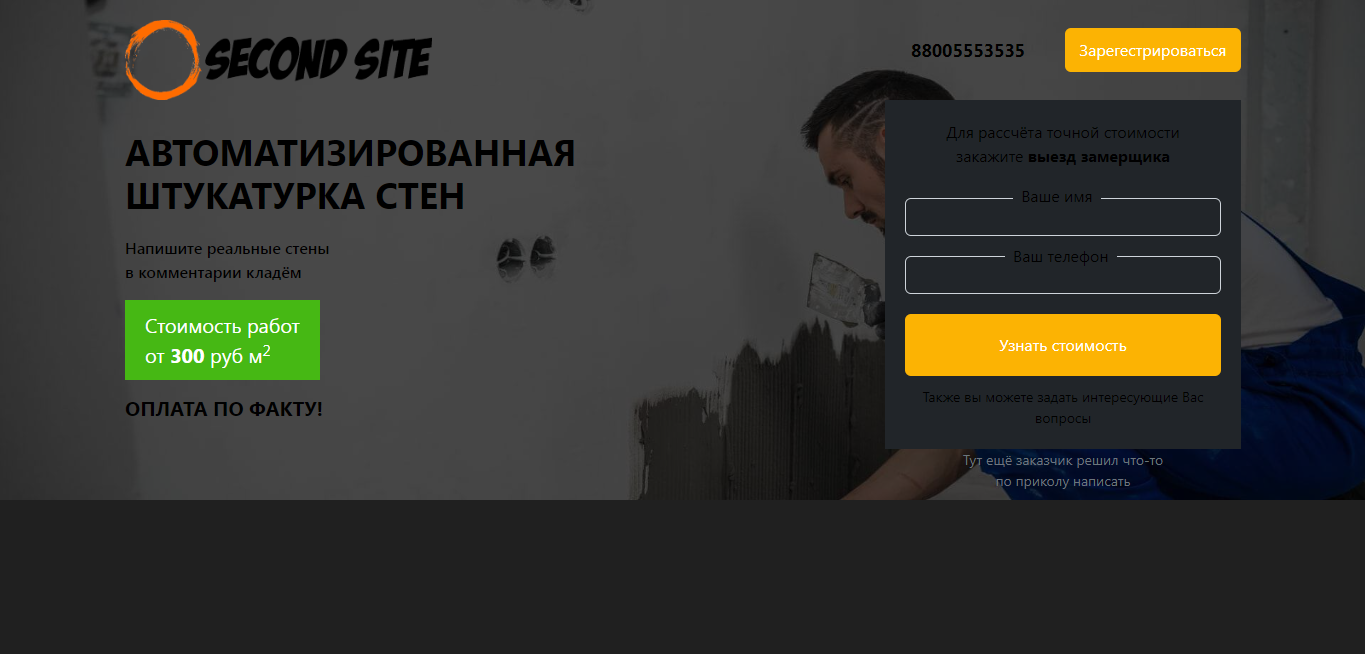 SECOND SITE
88005553535
Зарегестрироваться
АВТОМАТИЗИРОВАННАЯ
ШТУКАТУРКА СТЕН
Напишите реальные стены
в комментарии кладём
Стоимость работ
от 300 руб м²
ОПЛАТА ПО ФАКТУ!
Для рассчёта точной стоимости
закажите выезд замерщика
Ваше имя
Ваш телефон
Узнать стоимость
Также вы можете задать интересующие Вас
вопросы
Тут ещё заказчик решил что-то
по приколу написать